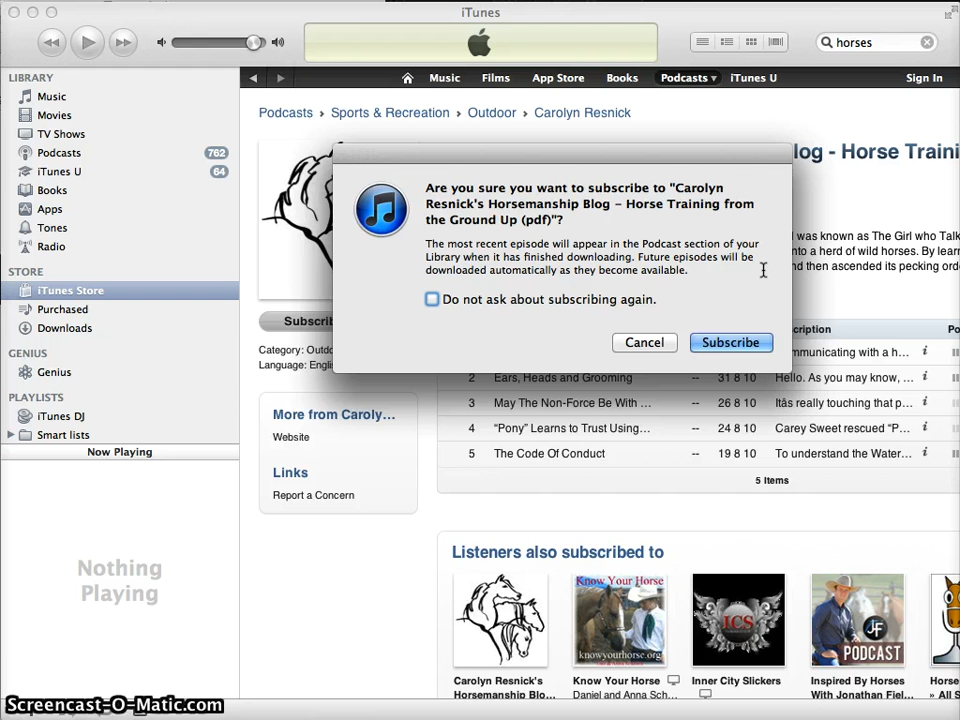 iTunes
horses
Music
Films
App Store
Books
Podcasts
iTunes U
Sign In
LIBRARY
Music
Movies
TV Shows
Podcasts 762
iTunes U 64
Books
Apps
Tones
Radio
STORE
iTunes Store
Purchased
Downloads
GENIUS
Genius
PLAYLISTS
iTunes DJ
Smart lists
Now Playing
Nothing
Playing
Podcasts › Sports & Recreation › Outdoor › Carolyn Resnick
log - Horse Traini
Are you sure you want to subscribe to "Carolyn
Resnick's Horsemanship Blog – Horse Training from
the Ground Up (pdf)"?
The most recent episode will appear in the Podcast section of your
Library when it has finished downloading. Future episodes will be
downloaded automatically as they become available.
Do not ask about subscribing again.
Cancel
Subscribe
I was known as The Girl who Talk
nto a herd of wild horses. By learn
nd then ascended its pecking ord
Subscrib
Category: Outdo
Language: Englis
cription Po
mmunicating with a h...
2 Ears, Heads and Grooming -- 31 8 10 Hello. As you may know, ...
3 May The Non-Force Be With ... -- 26 8 10 Itâs really touching that p...
4 “Pony” Learns to Trust Using... -- 24 8 10 Carey Sweet rescued “P...
5 The Code Of Conduct -- 19 8 10 To understand the Water...
5 Items
More from Caroly...
Website
Links
Report a Concern
Listeners also subscribed to
Know Your Horse
knowyourhorse.com
ICS
JF
PODCAST
Carolyn Resnick's
Horsemanship Blo...
Know Your Horse
Daniel and Anna Sch...
Inner City Slickers
Inspired By Horses
With Jonathan Fiel...
Horse
» All S
Screencast-O-Matic.com